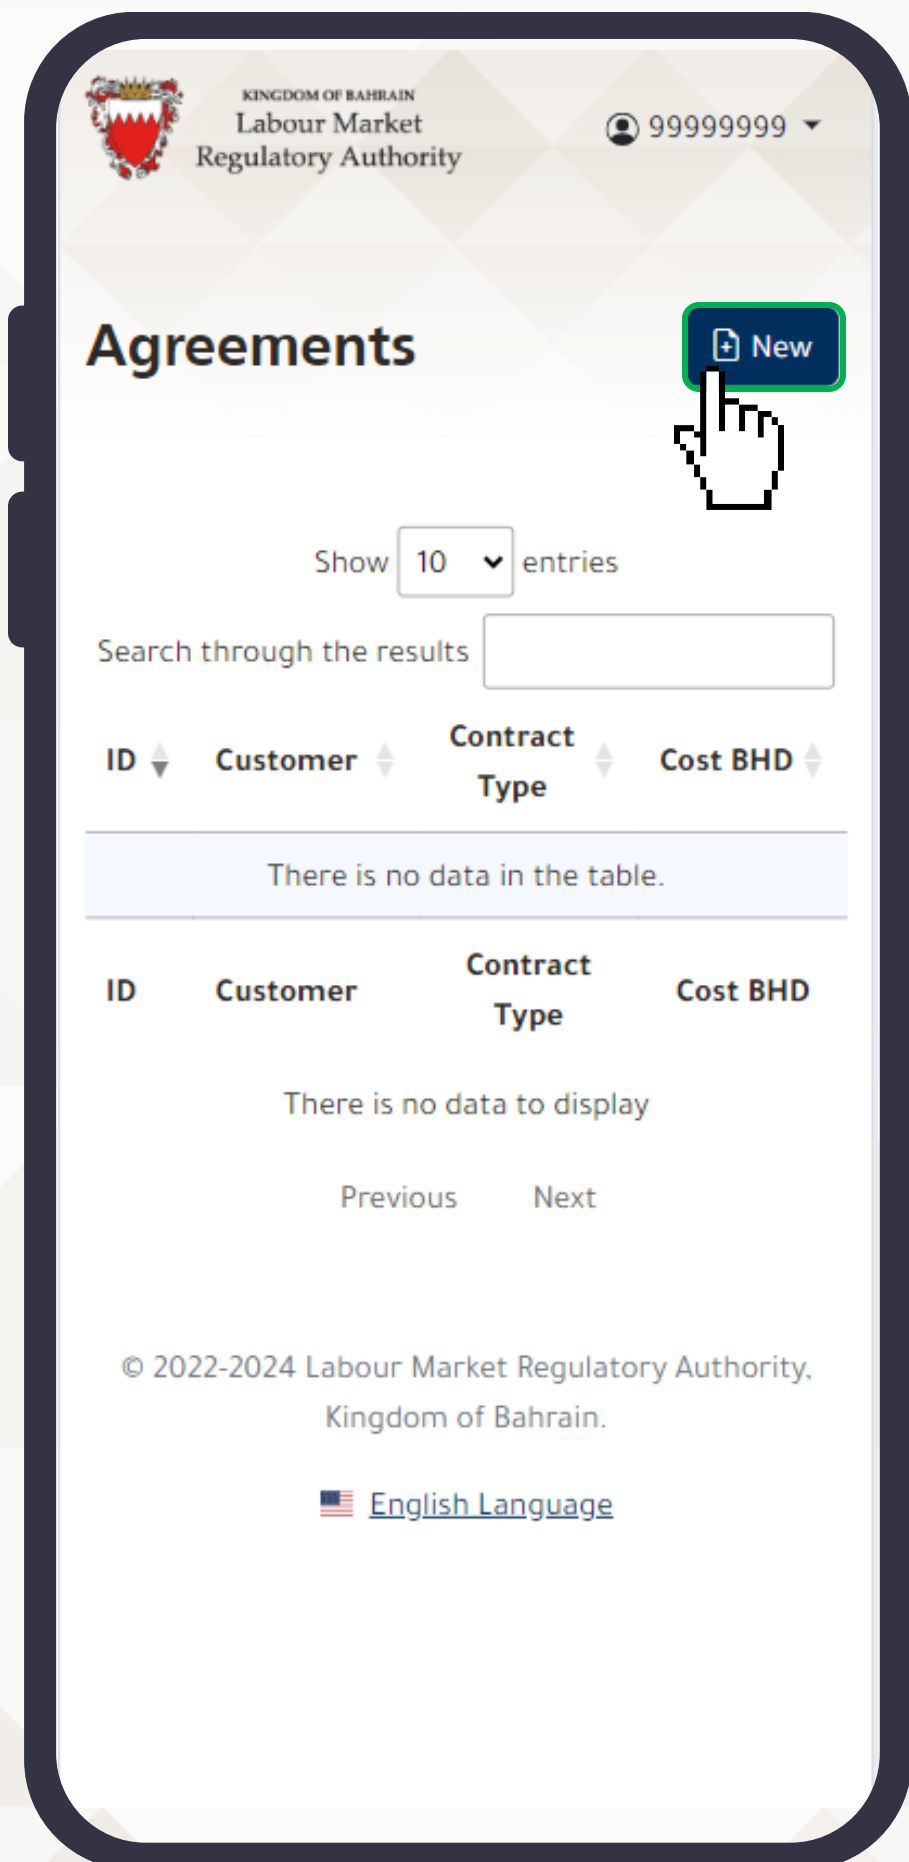 KINGDOM OF BAHRAIN
Labour Market
Regulatory Authority
99999999
Agreements
New
Show 10 entries
Search through the results
ID Customer Contract Type Cost BHD
There is no data in the table.
ID Customer Contract Type Cost BHD
There is no data to display
Previous Next
© 2022-2024 Labour Market Regulatory Authority,
Kingdom of Bahrain.
English Language